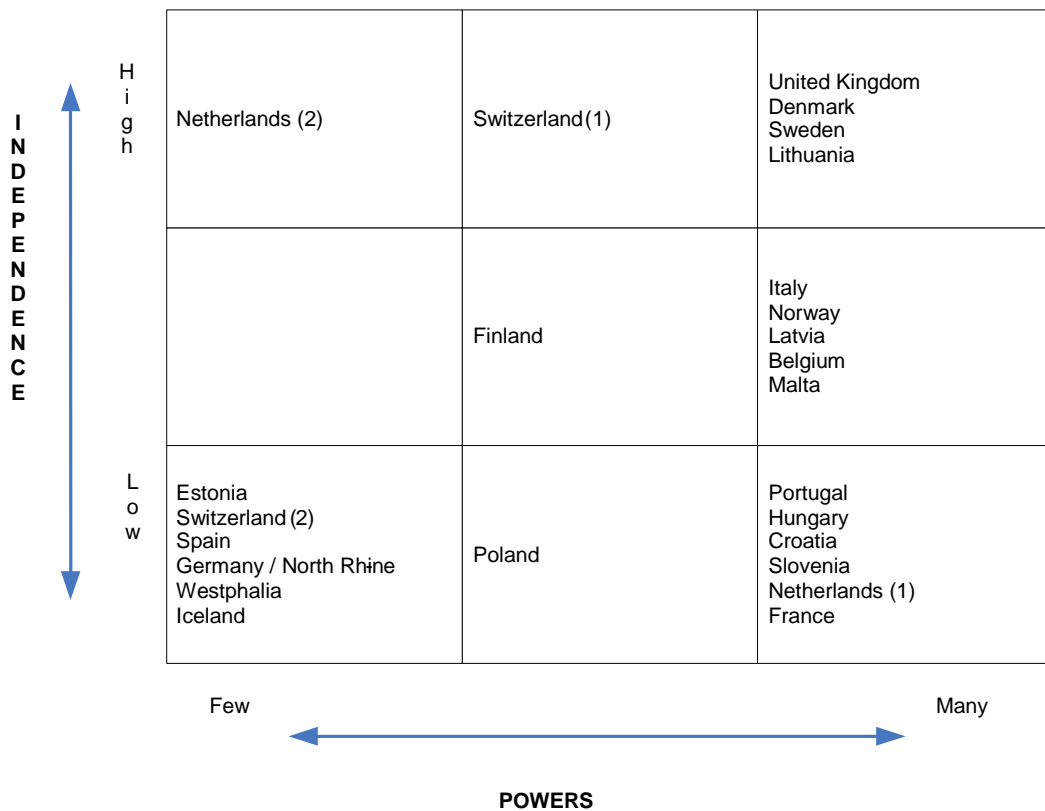 INDEPENDENCE
High
Netherlands (2)
Switzerland (1)
United Kingdom
Denmark
Sweden
Lithuania
Finland
Italy
Norway
Latvia
Belgium
Malta
Low
Estonia
Switzerland (2)
Spain
Germany / North Rhine
Westphalia
Iceland
Poland
Portugal
Hungary
Croatia
Slovenia
Netherlands (1)
France
Few
Many
POWERS